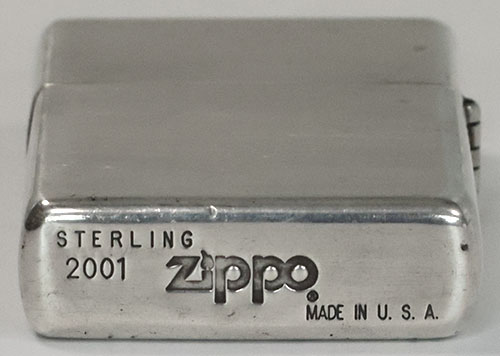 STERLING
2001 Zippo®
MADE IN U. S. A.